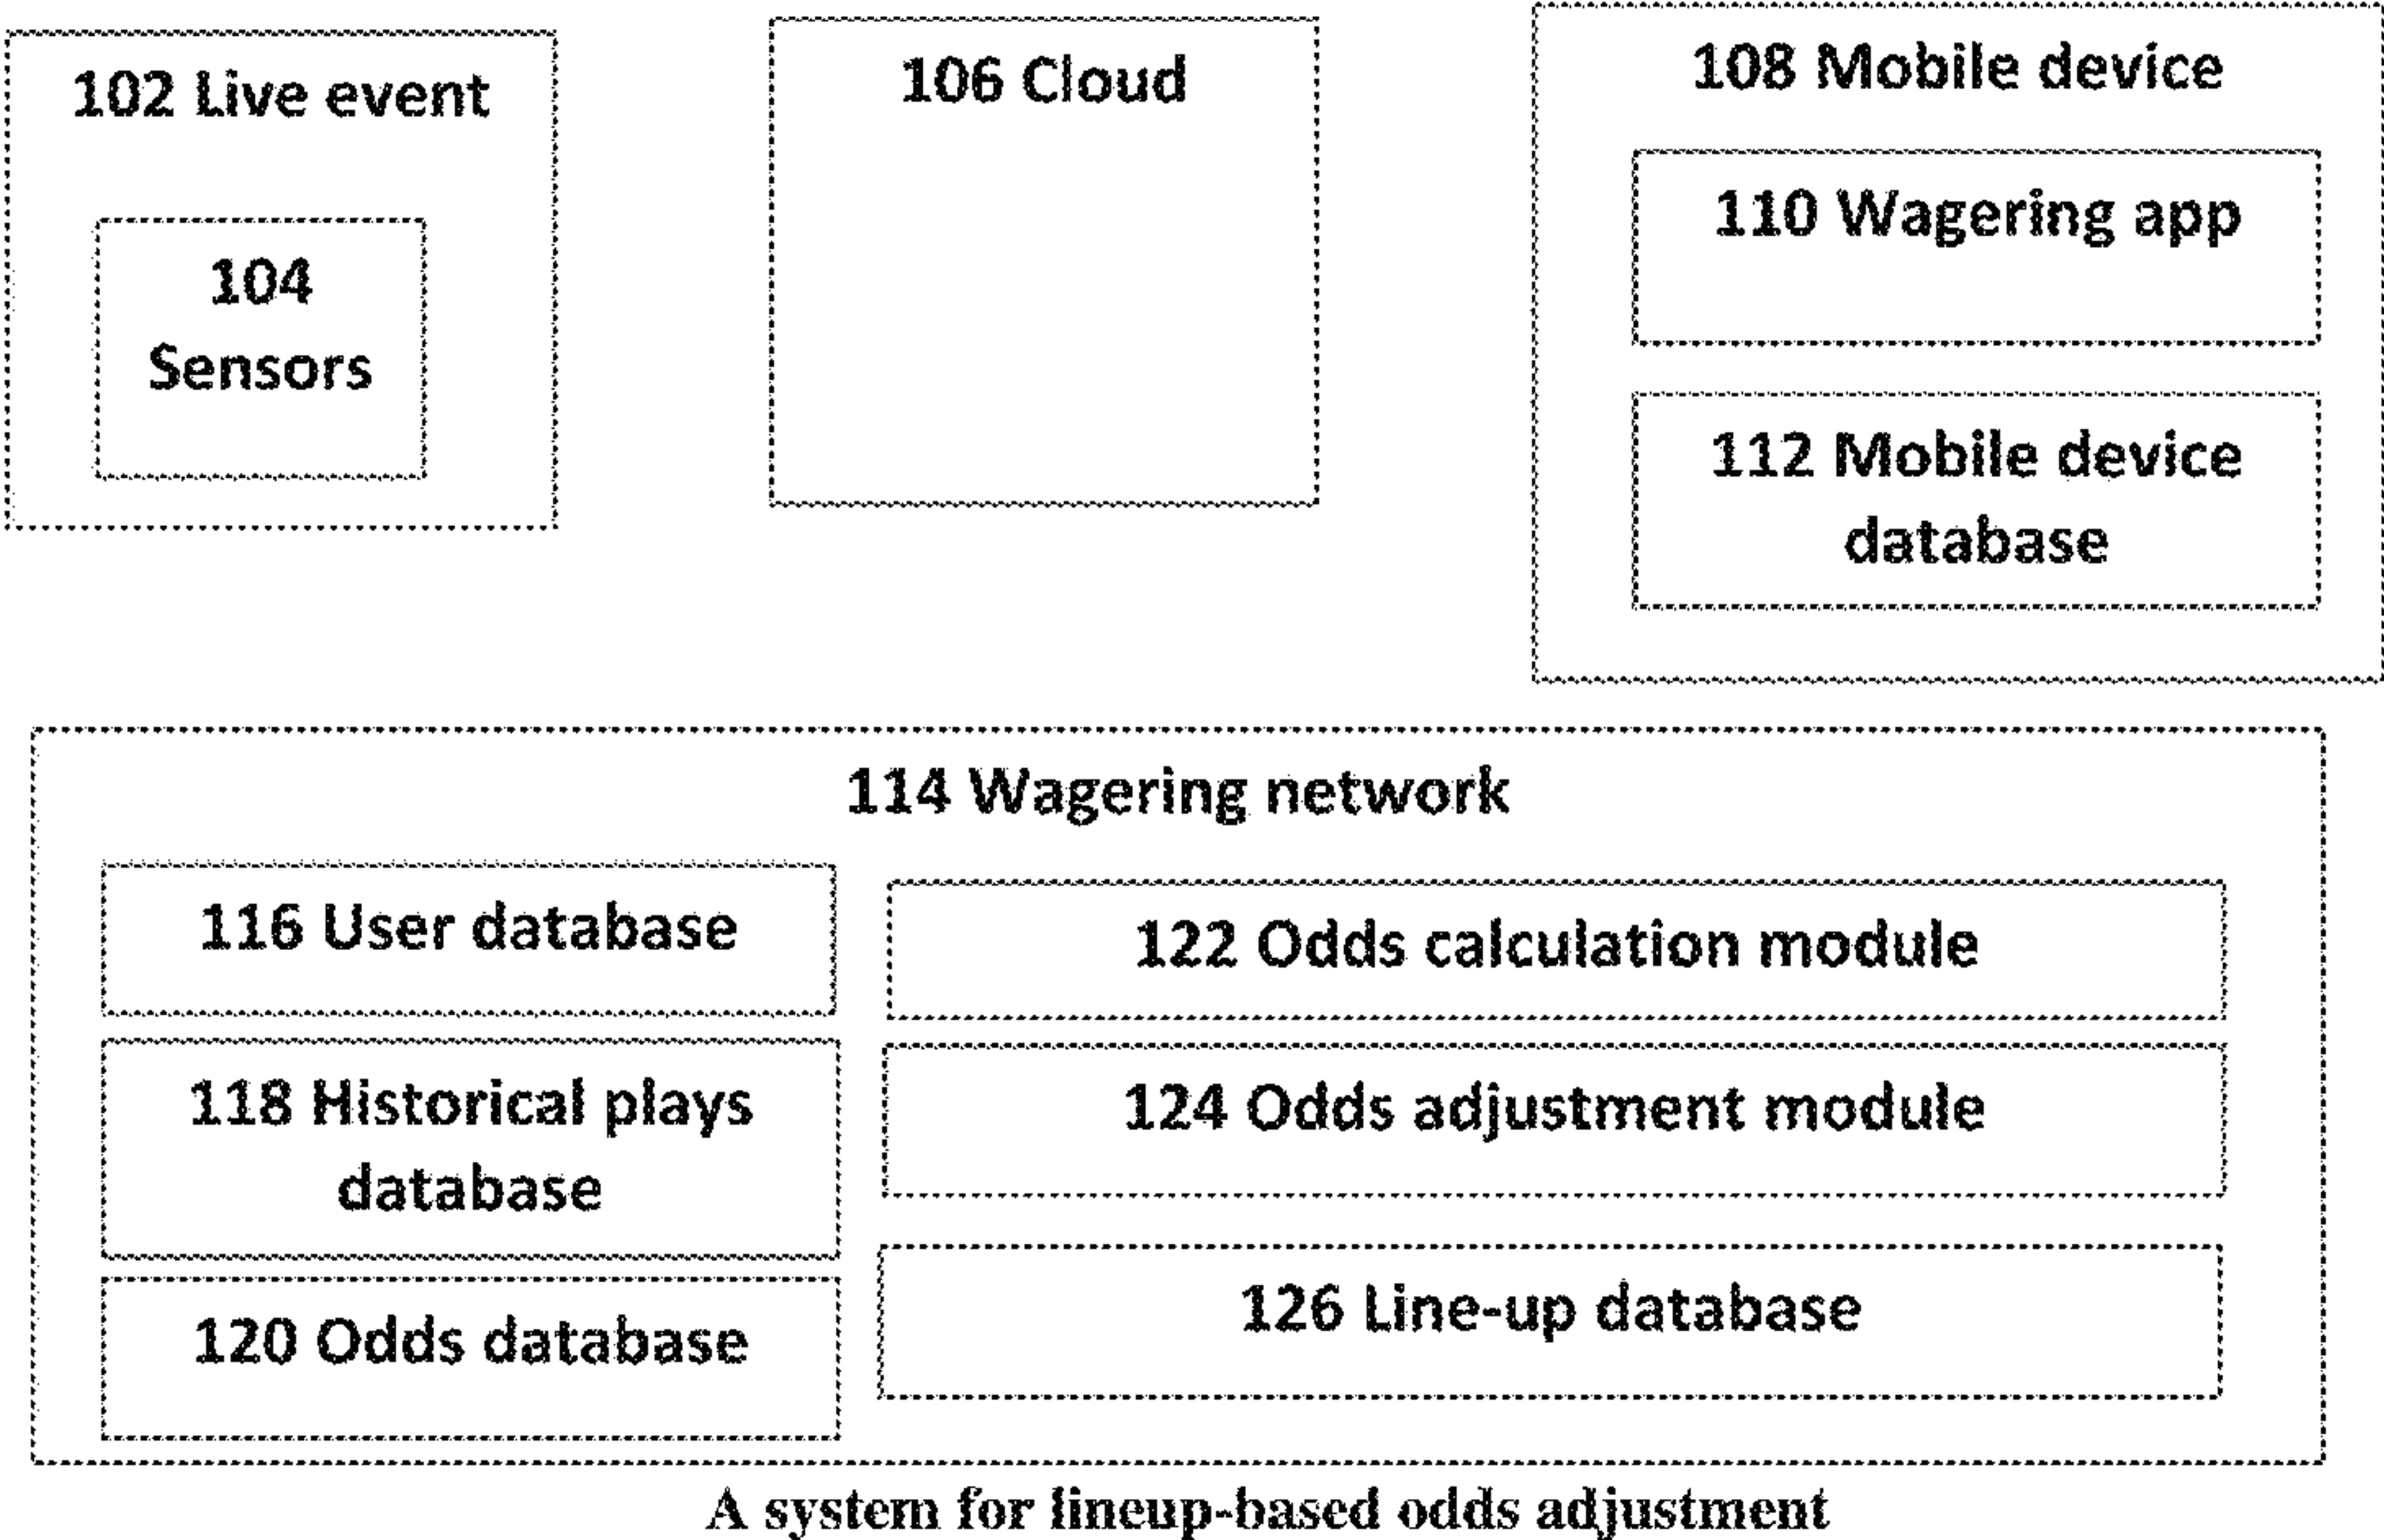 102 Live event
104
Sensors
106 Cloud
108 Mobile device
110 Wagering app
112 Mobile device
database
114 Wagering network
116 User database
118 Historical plays
database
120 Odds database
122 Odds calculation module
124 Odds adjustment module
126 Line-up database
A system for lineup-based odds adjustment